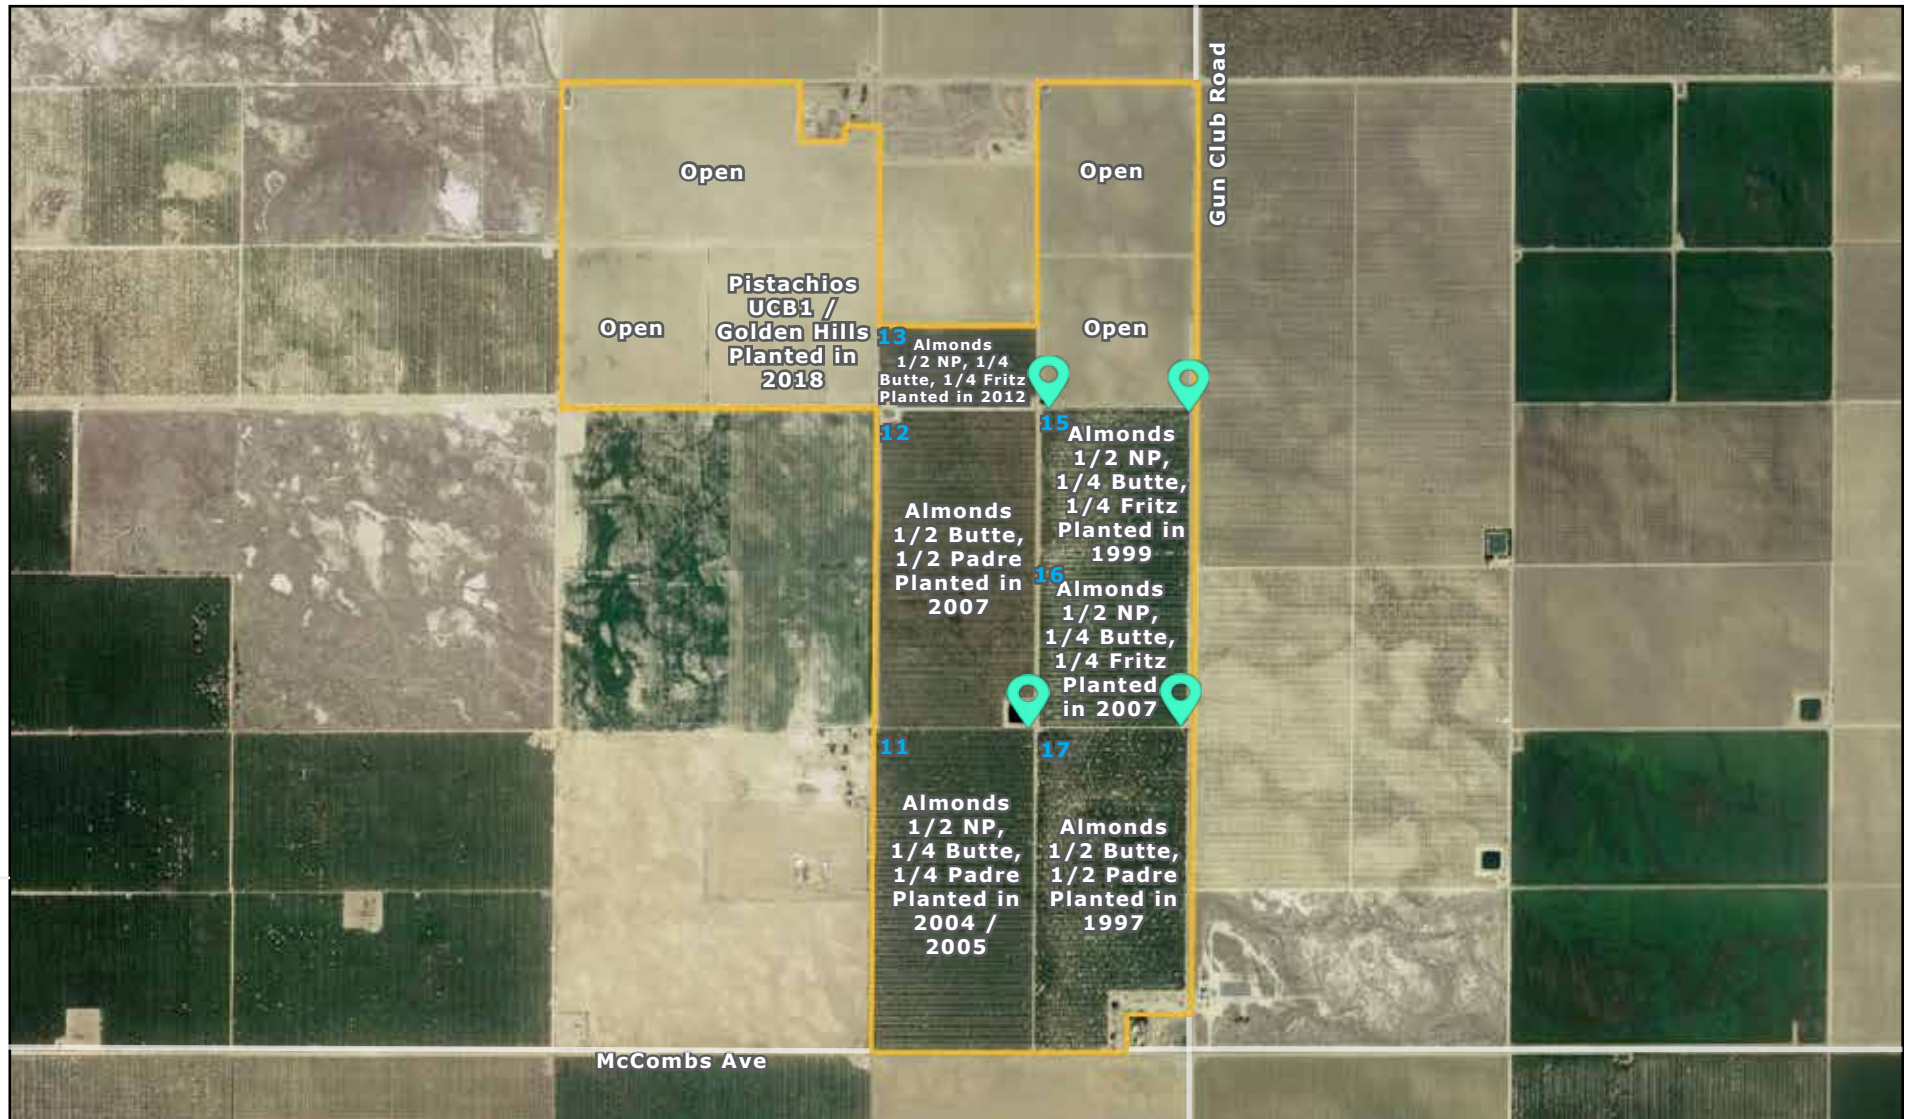 Gun Club Road
Open
Open
Open
Pistachios
UCB1 /
Golden Hills
Planted in
2018
Open
13
Almonds
1/2 NP, 1/4
Butte, 1/4 Fritz
Planted in 2012
12
Almonds
1/2 Butte,
1/2 Padre
Planted in
2007
15
Almonds
1/2 NP,
1/4 Butte,
1/4 Fritz
Planted in
1999
16
Almonds
1/2 NP,
1/4 Butte,
1/4 Fritz
Planted
in 2007
11
Almonds
1/2 NP,
1/4 Butte,
1/4 Padre
Planted in
2004 /
2005
17
Almonds
1/2 Butte,
1/2 Padre
Planted in
1997
McCombs Ave